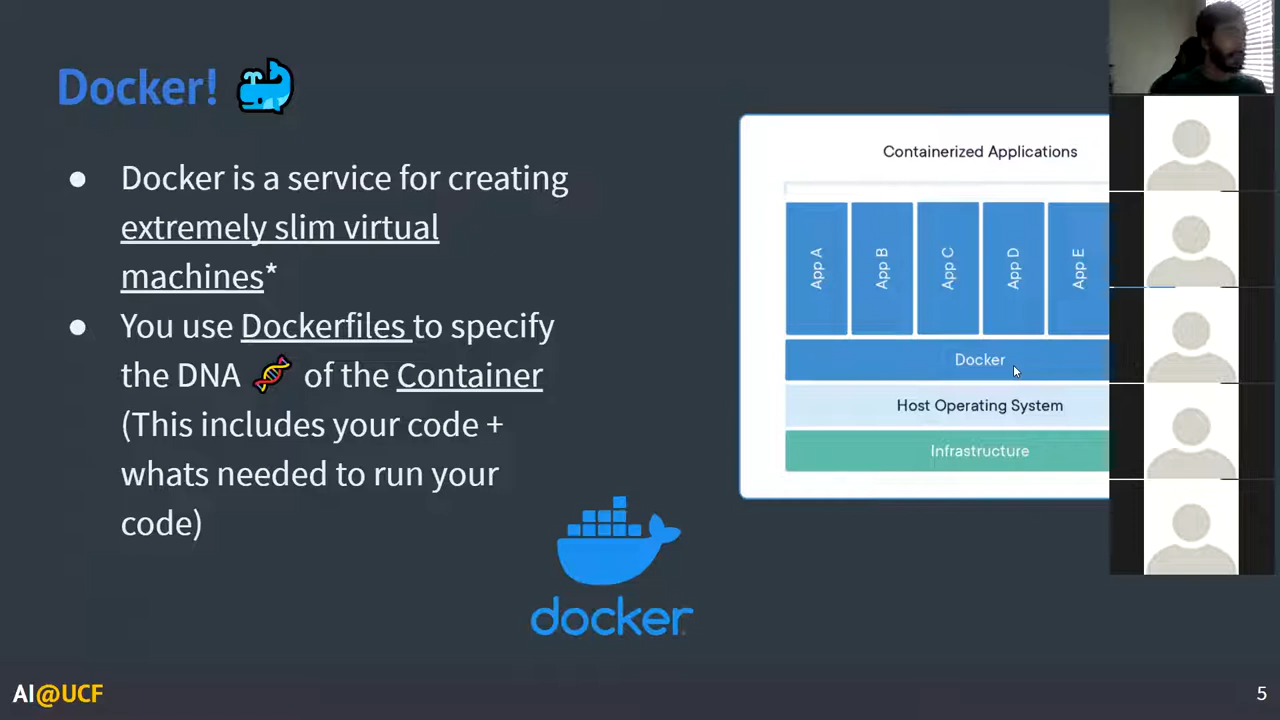 Docker!
Docker is a service for creating
extremely slim virtual
machines*
You use Dockerfiles to specify
the DNA 🧬 of the Container
(This includes your code +
whats needed to run your
code)
Containerized Applications
App A
App B
App C
App D
App E
Docker
Host Operating System
Infrastructure
docker
AI@UCF
5